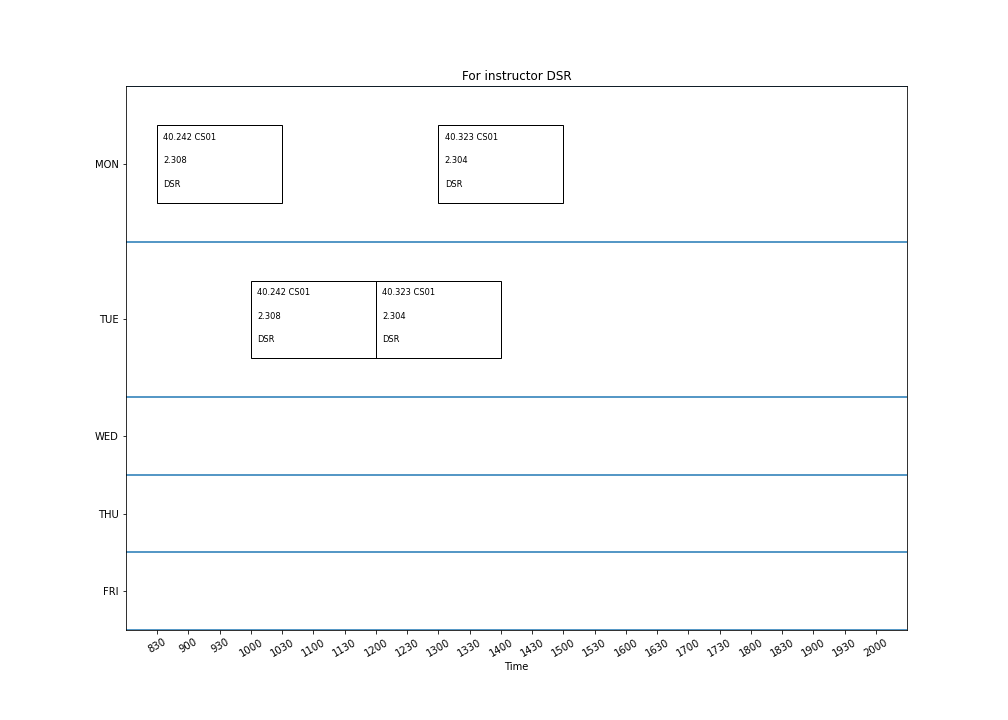 For instructor DSR
MON
40.242 CS01
2.308
DSR
40.323 CS01
2.304
DSR
TUE
40.242 CS01
2.308
DSR
40.323 CS01
2.304
DSR
WED
THU
FRI
830 900 930 1000 1030 1100 1130 1200 1230 1300 1330 1400 1430 1500 1530 1600 1630 1700 1730 1800 1830 1900 1930 2000
Time